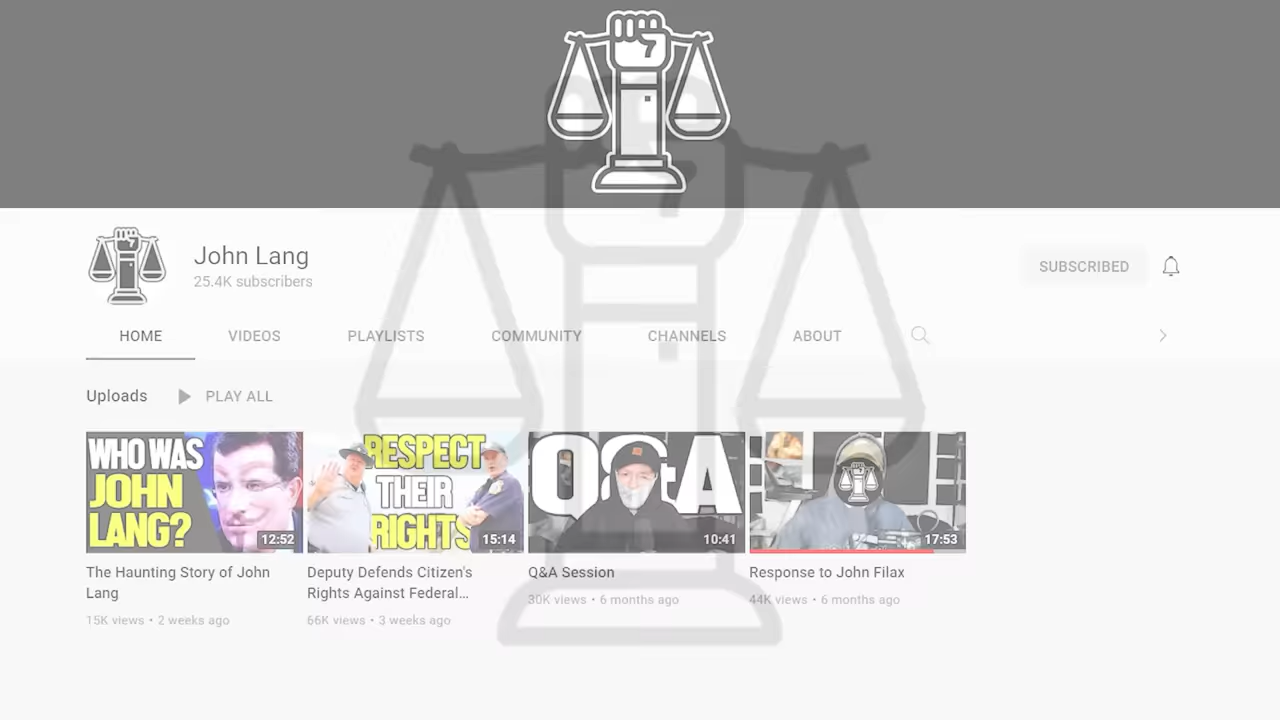 John Lang
25.4K subscribers
SUBSCRIBED
HOME VIDEOS PLAYLISTS COMMUNITY CHANNELS ABOUT
Uploads PLAY ALL
WHO WAS
JOHN
LANG?
12:52
RESPECT
THEIR
RIGHTS
15:14
Q&A
10:41
17:53
The Haunting Story of John
Lang
15K views • 2 weeks ago
Deputy Defends Citizen's
Rights Against Federal...
66K views • 3 weeks ago
Q&A Session
30K views • 6 months ago
Response to John Filax
44K views • 6 months ago